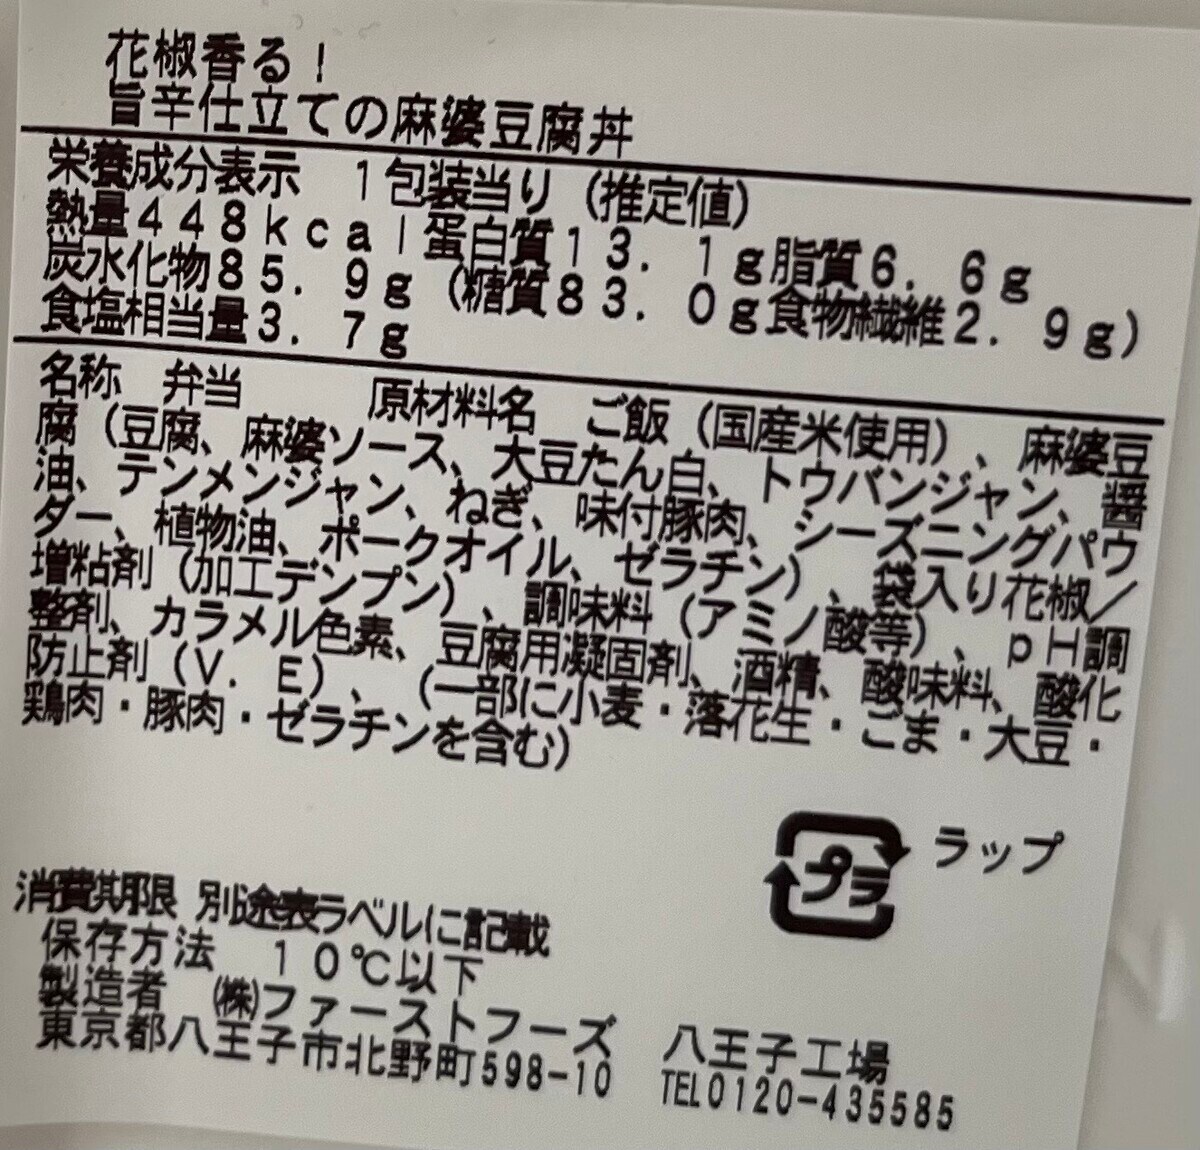 花椒香る！
旨辛仕立ての麻婆豆腐丼
栄養成分表示　１包装当り（推定値）
熱量４４８ｋｃａｌ蛋白質１３．１ｇ脂質６．６ｇ
炭水化物８５．９ｇ（糖質８３．０ｇ食物繊維２．９ｇ）
食塩相当量３．７ｇ
名称　弁当　　　原材料名　ご飯（国産米使用）、麻婆豆
腐（豆腐、麻婆ソース、大豆たん白、トウバンジャン、醤
油、テンメンジャン、ねぎ、味付豚肉、シーズニングパウ
ダー、植物油、ポークオイル、ゼラチン）、袋入り花椒／
増粘剤（加工デンプン）、調味料（アミノ酸等）、ｐＨ調
整剤、カラメル色素、豆腐用凝固剤、酒精、酸味料、酸化
防止剤（Ｖ．Ｅ）、（一部に小麦・落花生・ごま・大豆・
鶏肉・豚肉・ゼラチンを含む）
プラ ラップ
消費期限 別途表ラベルに記載
保存方法　１０℃以下
製造者　㈱ファーストフーズ　八王子工場
東京都八王子市北野町598-10　TEL0120-435585